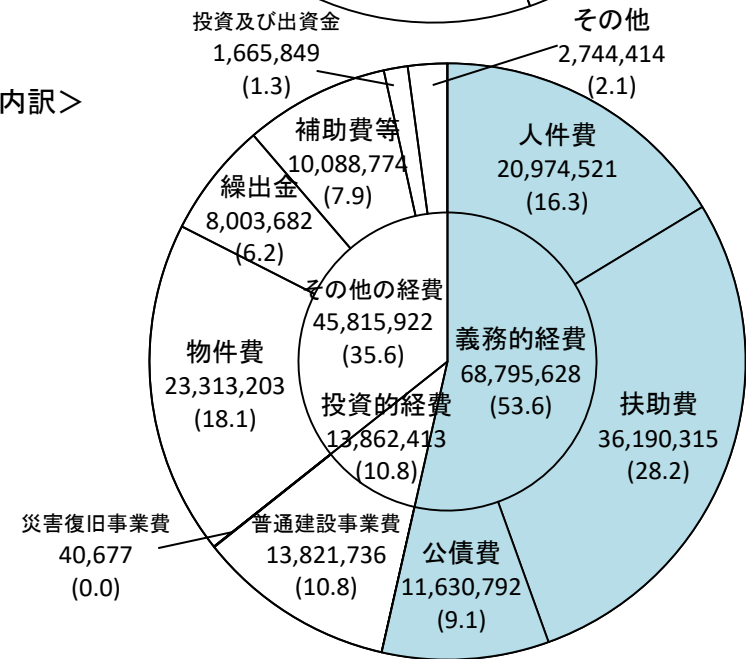 投資及び出資金
1,665,849
(1.3)
その他
2,744,414
(2.1)
内訳＞
補助費等
10,088,774
(7.9)
人件費
20,974,521
(16.3)
繰出金
8,003,682
(6.2)
その他の経費
45,815,922
(35.6)
義務的経費
68,795,628
(53.6)
物件費
23,313,203
(18.1)
投資的経費
13,862,413
(10.8)
扶助費
36,190,315
(28.2)
災害復旧事業費
40,677
(0.0)
普通建設事業費
13,821,736
(10.8)
公債費
11,630,792
(9.1)